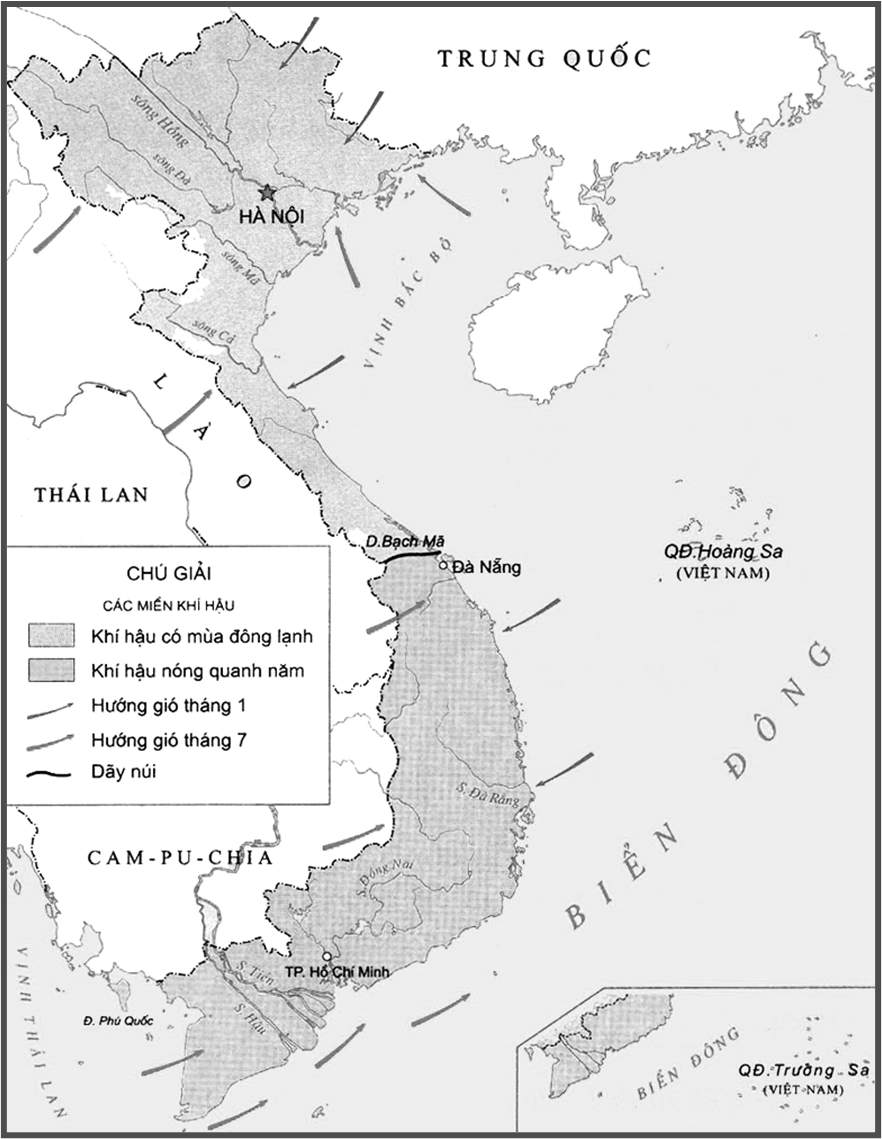 TRUNG QUỐC
sông Hồng
sông Đà
HÀ NỘI
sông Mã
VỊNH BẮC BỘ
sông Cả
LÀO
THÁI LAN
D.Bạch Mã
Đà Nẵng
QĐ.Hoàng Sa
(VIỆT NAM)
CHÚ GIẢI
CÁC MIỀN KHÍ HẬU
Khí hậu có mùa đông lạnh
Khí hậu nóng quanh năm
Hướng gió tháng 1
Hướng gió tháng 7
Dãy núi
BIỂN ĐÔNG
S. Đà Rằng
CAM-PU-CHIA
S.Đồng Nai
TP. Hồ Chí Minh
S. Tiền
S. Hậu
Đ. Phú Quốc
VỊNH THÁI LAN
BIỂN ĐÔNG
QĐ.Trường Sa
(VIỆT NAM)